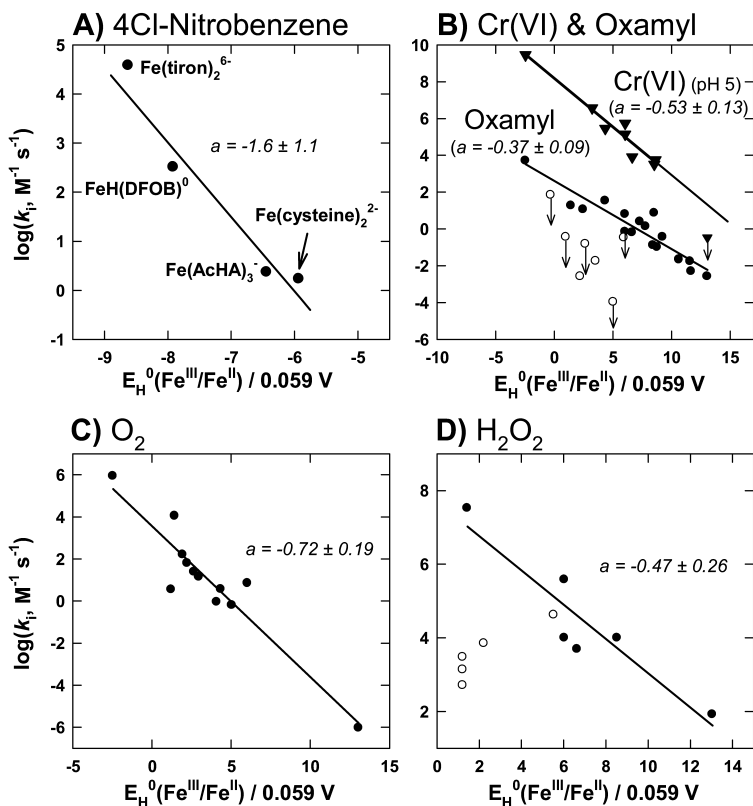 A) 4Cl-Nitrobenzene
5
4
3
2
1
0
-1
log(kᵢ, M⁻¹ s⁻¹)
Fe(tiron)₂⁶⁻
a = -1.6 ± 1.1
FeH(DFOB)⁰
Fe(cysteine)₂²⁻
Fe(AcHA)₃⁻
-9 -8 -7 -6 -5
E_H⁰(Feᴵᴵᴵ/Feᴵᴵ) / 0.059 V
B) Cr(VI) & Oxamyl
10
8
6
4
2
0
-2
-4
-6
Cr(VI) (pH 5)
(a = -0.53 ± 0.13)
Oxamyl
(a = -0.37 ± 0.09)
-10 -5 0 5 10 15
E_H⁰(Feᴵᴵᴵ/Feᴵᴵ) / 0.059 V
C) O₂
6
4
2
0
-2
-4
-6
log(kᵢ, M⁻¹ s⁻¹)
a = -0.72 ± 0.19
-5 0 5 10 15
E_H⁰(Feᴵᴵᴵ/Feᴵᴵ) / 0.059 V
D) H₂O₂
8
6
4
2
a = -0.47 ± 0.26
0 2 4 6 8 10 12 14
E_H⁰(Feᴵᴵᴵ/Feᴵᴵ) / 0.059 V